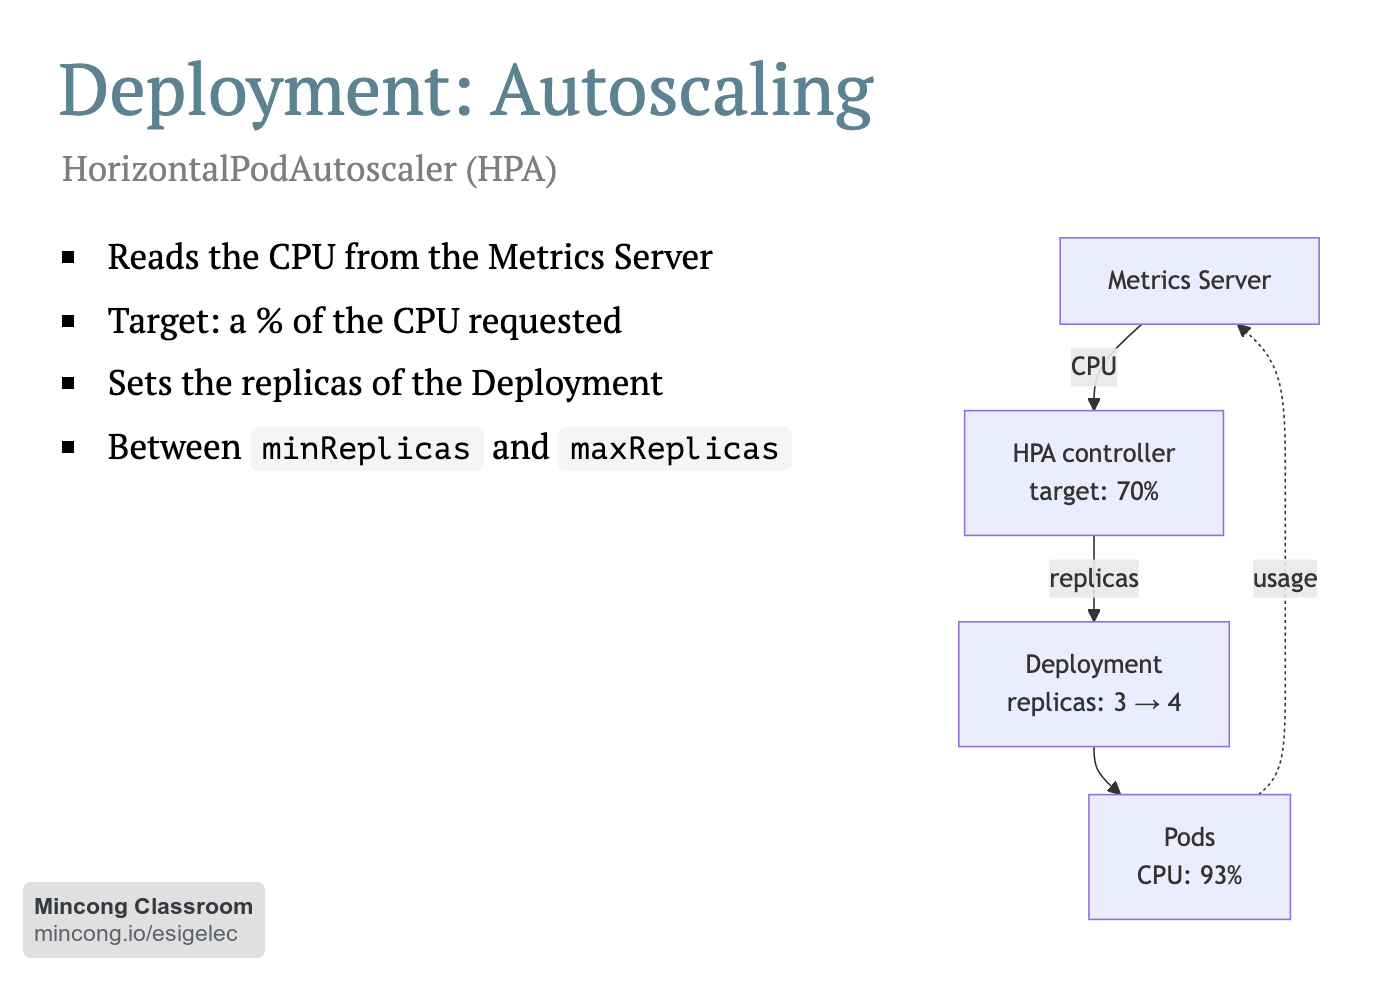 Deployment: Autoscaling
HorizontalPodAutoscaler (HPA)
Reads the CPU from the Metrics Server
Target: a % of the CPU requested
Sets the replicas of the Deployment
Between minReplicas and maxReplicas
Metrics Server
CPU
HPA controller
target: 70%
replicas
usage
Deployment
replicas: 3 → 4
Pods
CPU: 93%
Mincong Classroom
mincong.io/esigelec